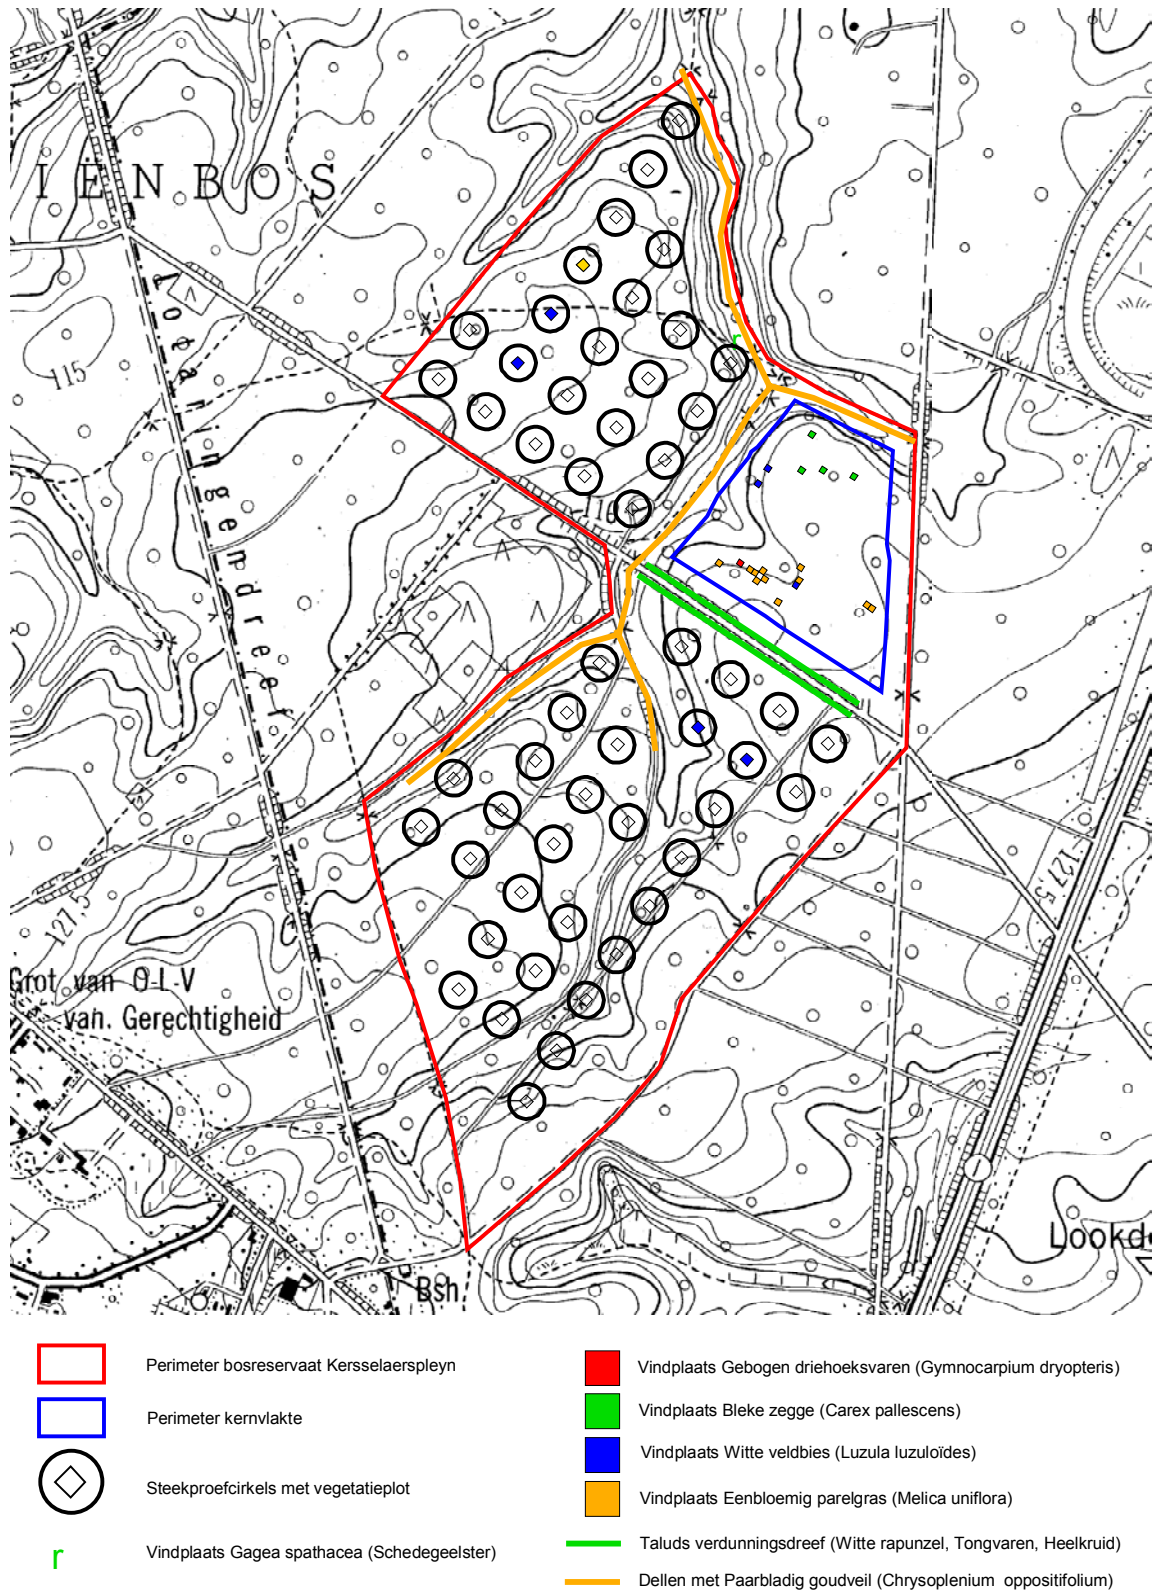 IENBOS
Lotharingendreef
115
116
127,5
127,5
Grot van O-L-V
van. Gerechtigheid
r
Bsh
Lookd
Perimeter bosreservaat Kersselaerspleyn
Perimeter kernvlakte
Steekproefcirkels met vegetatieplot
r Vindplaats Gagea spathacea (Schedegeelster)
Vindplaats Gebogen driehoeksvaren (Gymnocarpium dryopteris)
Vindplaats Bleke zegge (Carex pallescens)
Vindplaats Witte veldbies (Luzula luzuloïdes)
Vindplaats Eenbloemig parelgras (Melica uniflora)
Taluds verdunningsdreef (Witte rapunzel, Tongvaren, Heelkruid)
Dellen met Paarbladig goudveil (Chrysoplenium oppositifolium)